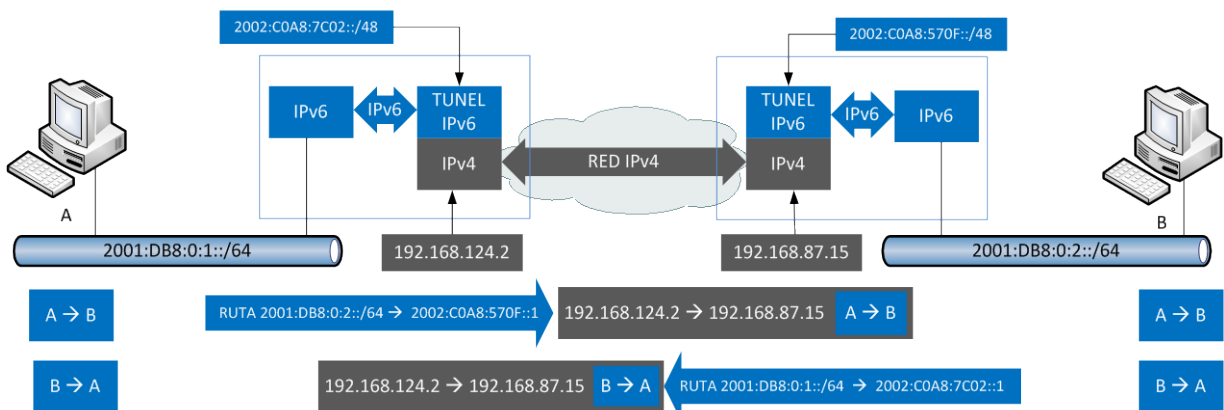 2002:C0A8:7C02::/48
2002:C0A8:570F::/48
IPv6
IPv6
TUNEL
IPv6
IPv4
RED IPv4
TUNEL
IPv6
IPv4
IPv6
IPv6
A
B
2001:DB8:0:1::/64
192.168.124.2
192.168.87.15
2001:DB8:0:2::/64
A → B
RUTA 2001:DB8:0:2::/64 → 2002:C0A8:570F::1
192.168.124.2 → 192.168.87.15 A → B
A → B
B → A
192.168.124.2 → 192.168.87.15 B → A
RUTA 2001:DB8:0:1::/64 → 2002:C0A8:7C02::1
B → A